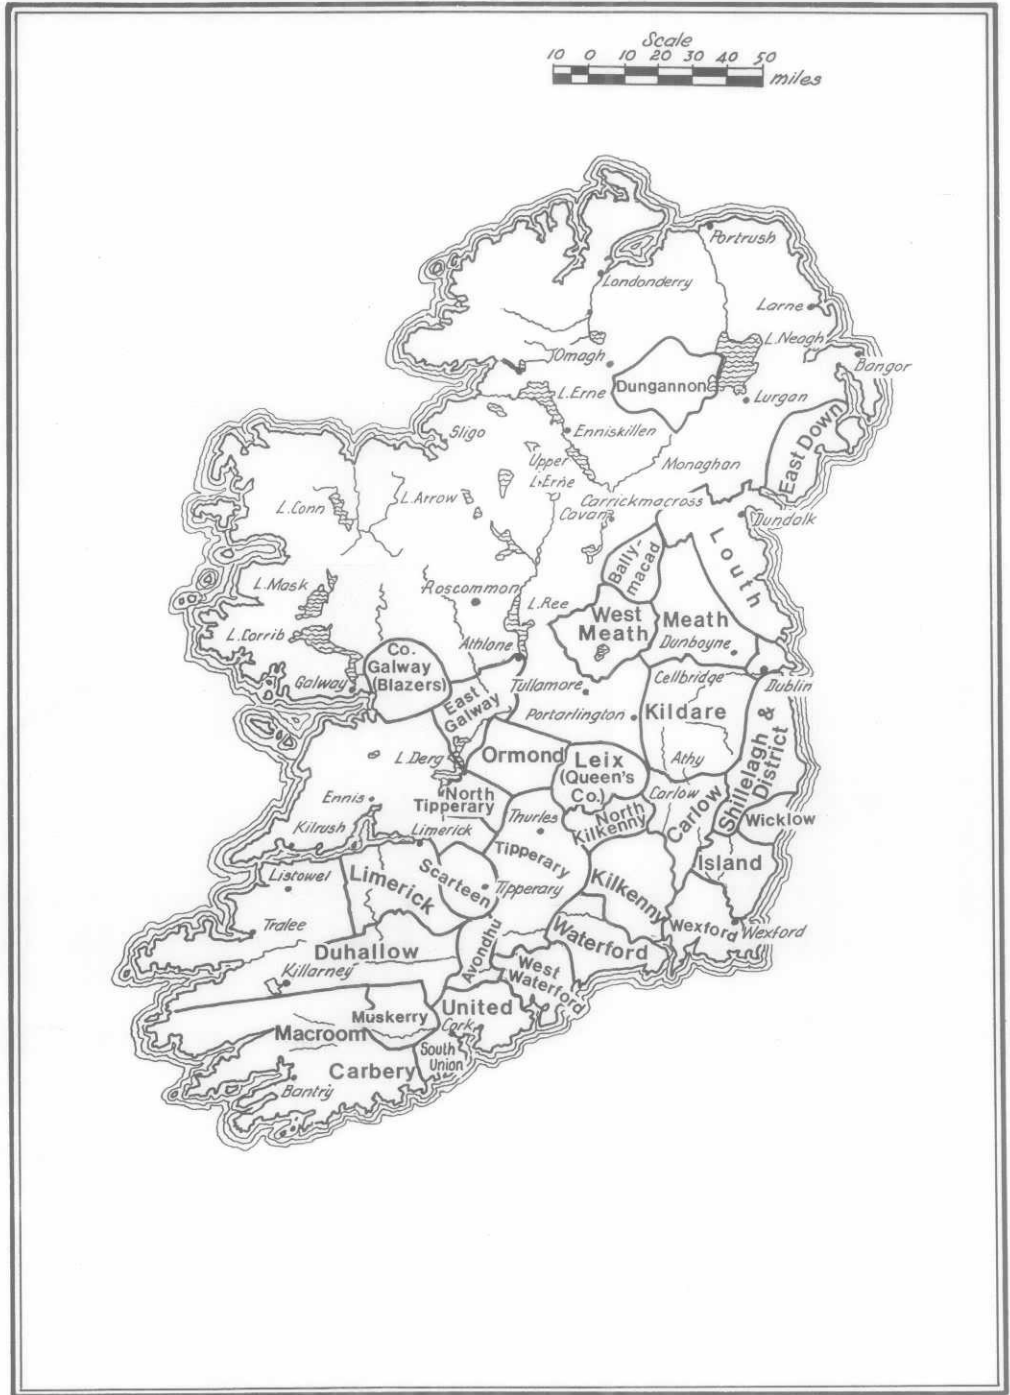 Scale
10 0 10 20 30 40 50
miles
Portrush
Londonderry
Larne
L. Neagh
Omagh
Bangor
Dungannon
L. Erne
Lurgan
East Down
Sligo
Enniskillen
Upper
L. Erne
Monaghan
L. Conn
L. Arrow
Carrickmacross
Cavan
Dundalk
Louth
Bally-
macad
L. Mask
Roscommon
L. Ree
West
Meath
Meath
L. Corrib
Athlone
Dunboyne
Co.
Galway
(Blazers)
Galway
East
Galway
Tullamore
Cellbridge
Dublin
Portarlington
Kildare
Shillelagh &
District
L. Derg
Ormond
Leix
(Queen's
Co.)
Athy
North
Tipperary
Ennis
Carlow
Carlow
North
Kilkenny
Thurles
Wicklow
Kilrush
Limerick
Tipperary
Island
Listowel
Limerick
Scarteen
Tipperary
Kilkenny
Tralee
Wexford
Wexford
Duhallow
Avondhu
Waterford
Killarney
West
Waterford
Muskerry
United
Cork
Macroom
South
Union
Carbery
Bantry